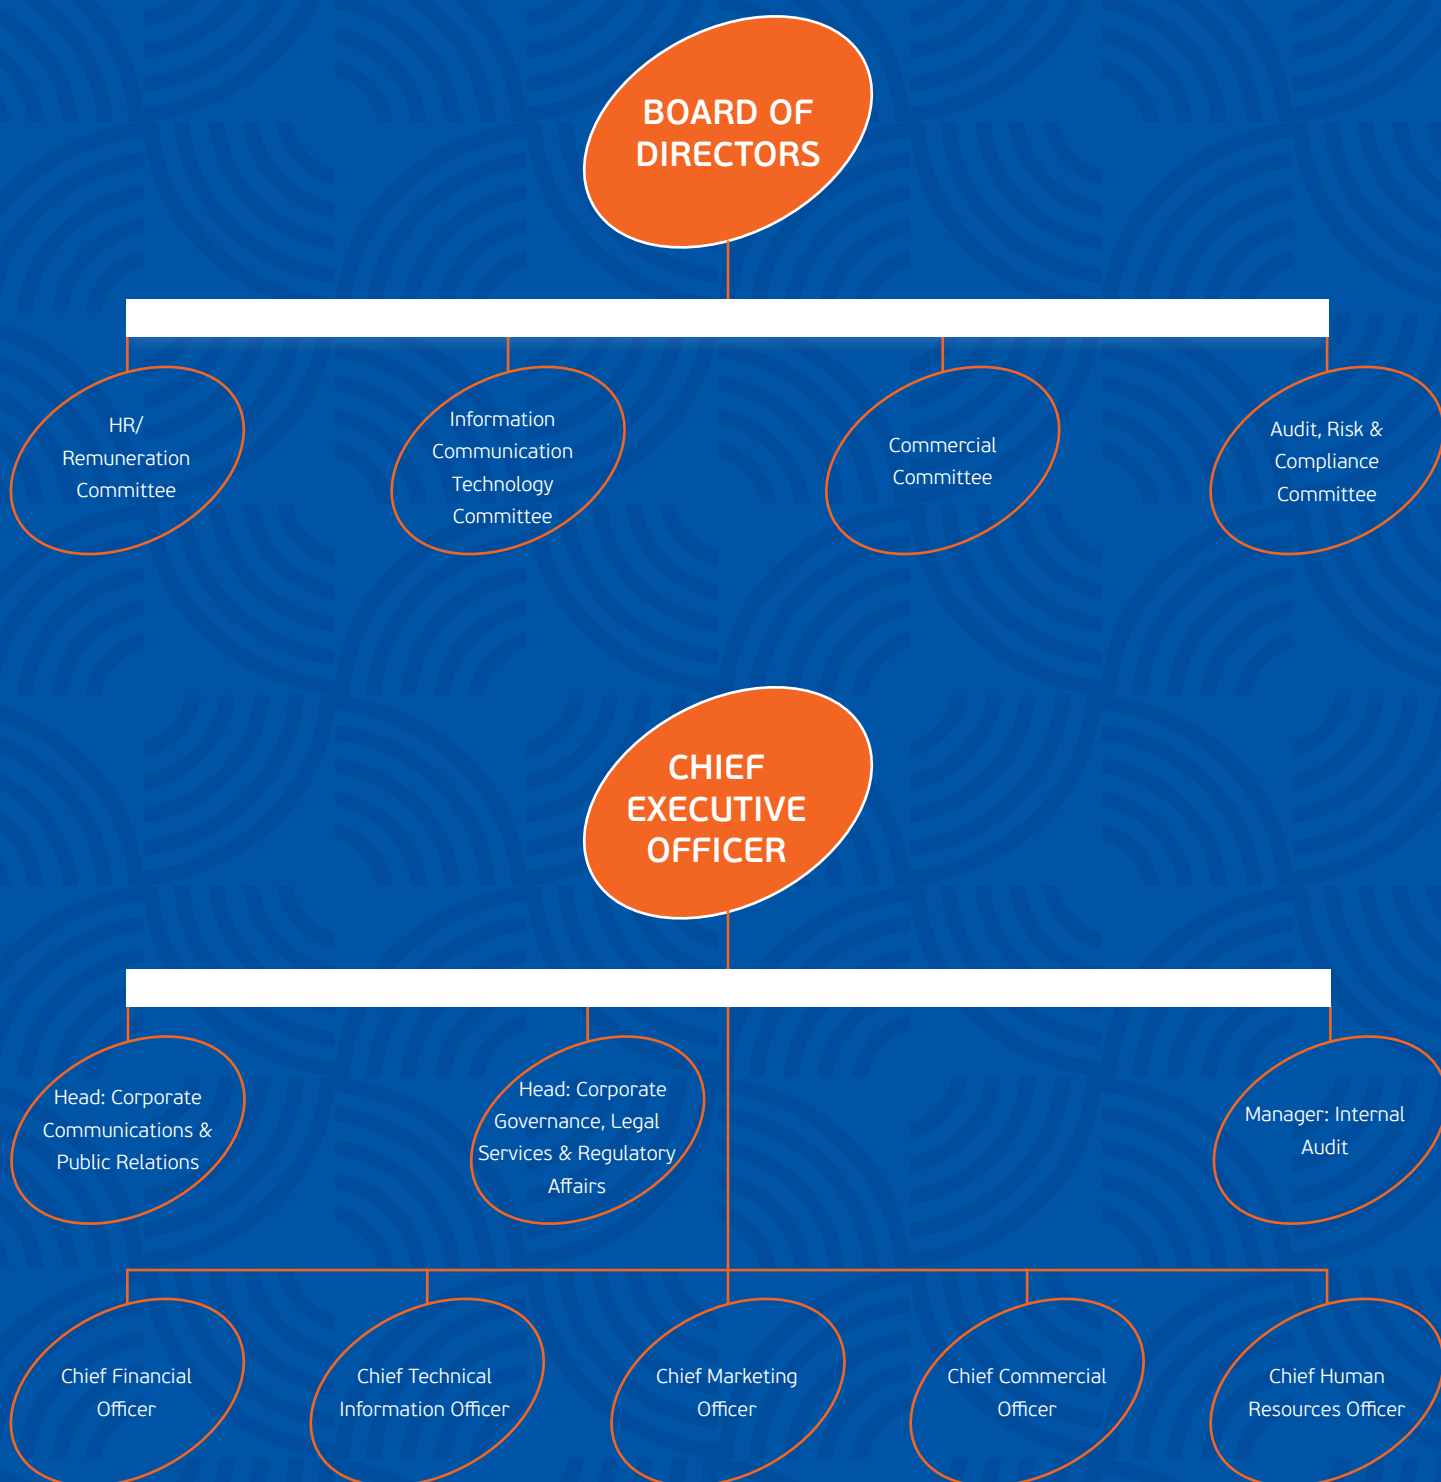 BOARD OF
DIRECTORS
HR/
Remuneration
Committee
Information
Communication
Technology
Committee
Commercial
Committee
Audit, Risk &
Compliance
Committee
CHIEF
EXECUTIVE
OFFICER
Head: Corporate
Communications &
Public Relations
Head: Corporate
Governance, Legal
Services & Regulatory
Affairs
Manager: Internal
Audit
Chief Financial
Officer
Chief Technical
Information Officer
Chief Marketing
Officer
Chief Commercial
Officer
Chief Human
Resources Officer